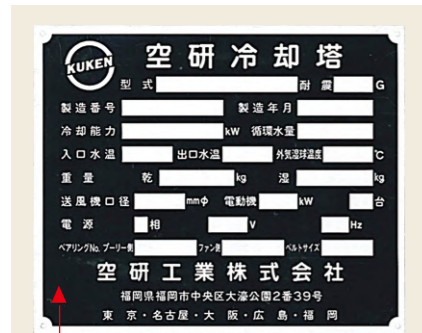 KUKEN 空研冷却塔
型式 耐震 G
製造番号 製造年月
冷却能力 kW 循環水量
入口水温 出口水温 外気湿球温度 ℃
重量 乾 kg 湿 kg
送風機口径 mmφ 電動機 kW 台
電源 相 V Hz
ベアリングNo. プーリー側 ファン側 ベルトサイズ
空研工業株式会社
福岡県福岡市中央区大濠公園2番39号
東京・名古屋・大阪・広島・福岡